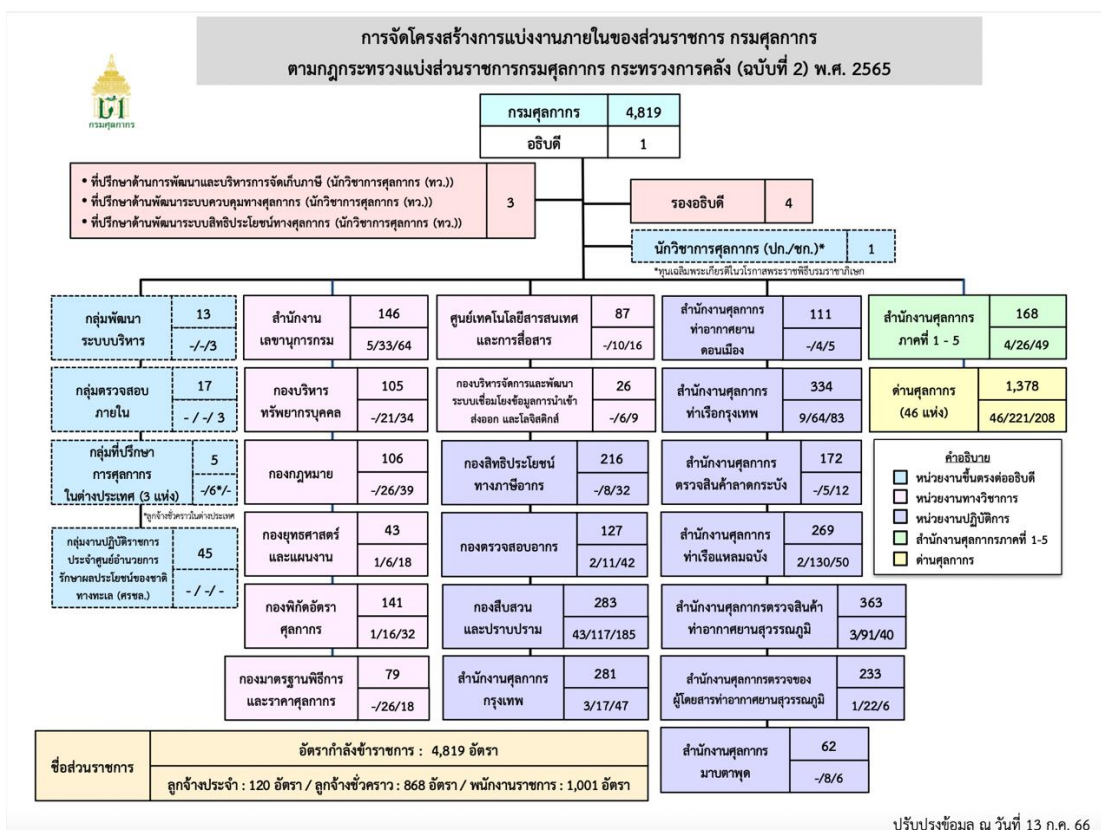 การจัดโครงสร้างการแบ่งงานภายในของส่วนราชการ กรมศุลกากร
ตามกฎกระทรวงแบ่งส่วนราชการกรมศุลกากร กระทรวงการคลัง (ฉบับที่ 2) พ.ศ. 2565
กรมศุลกากร
กรมศุลกากร 4,819
อธิบดี 1
• ที่ปรึกษาด้านการพัฒนาและบริหารการจัดเก็บภาษี (นักวิชาการศุลกากร (ทว.))
• ที่ปรึกษาด้านพัฒนาระบบควบคุมทางศุลกากร (นักวิชาการศุลกากร (ทว.))
• ที่ปรึกษาด้านพัฒนาระบบสิทธิประโยชน์ทางศุลกากร (นักวิชาการศุลกากร (ทว.))
3
รองอธิบดี 4
นักวิชาการศุลกากร (ปก./ชก.)* 1
*ทุนเฉลิมพระเกียรติในวโรกาสพระราชพิธีบรมราชาภิเษก
กลุ่มพัฒนา
ระบบบริหาร
13
-/-/3
กลุ่มตรวจสอบ
ภายใน
17
- / -/ 3
กลุ่มที่ปรึกษา
การศุลกากร
ในต่างประเทศ (3 แห่ง)
5
-/6*/-
*ลูกจ้างชั่วคราวในต่างประเทศ
กลุ่มงานปฏิบัติราชการ
ประจำศูนย์อำนวยการ
รักษาผลประโยชน์ของชาติ
ทางทะเล (ศรชล.)
45
- / -/ -
สำนักงาน
เลขานุการกรม
146
5/33/64
กองบริหาร
ทรัพยากรบุคคล
105
-/21/34
กองกฎหมาย
106
-/26/39
กองยุทธศาสตร์
และแผนงาน
43
1/6/18
กองพิกัดอัตรา
ศุลกากร
141
1/16/32
กองมาตรฐานพิธีการ
และราคาศุลกากร
79
-/26/18
ศูนย์เทคโนโลยีสารสนเทศ
และการสื่อสาร
87
-/10/16
กองบริหารจัดการและพัฒนา
ระบบเชื่อมโยงข้อมูลการนำเข้า
ส่งออก และโลจิสติกส์
26
-/6/9
กองสิทธิประโยชน์
ทางภาษีอากร
216
-/8/32
กองตรวจสอบอากร
127
2/11/42
กองสืบสวน
และปราบปราม
283
43/117/185
สำนักงานศุลกากร
กรุงเทพ
281
3/17/47
สำนักงานศุลกากร
ท่าอากาศยาน
ดอนเมือง
111
-/4/5
สำนักงานศุลกากร
ท่าเรือกรุงเทพ
334
9/64/83
สำนักงานศุลกากร
ตรวจสินค้าลาดกระบัง
172
-/5/12
สำนักงานศุลกากร
ท่าเรือแหลมฉบัง
269
2/130/50
สำนักงานศุลกากรตรวจสินค้า
ท่าอากาศยานสุวรรณภูมิ
363
3/91/40
สำนักงานศุลกากรตรวจของ
ผู้โดยสารท่าอากาศยานสุวรรณภูมิ
233
1/22/6
สำนักงานศุลกากร
มาบตาพุด
62
-/8/6
สำนักงานศุลกากร
ภาคที่ 1 - 5
168
4/26/49
ด่านศุลกากร
(46 แห่ง)
1,378
46/221/208
คำอธิบาย
หน่วยงานขึ้นตรงต่ออธิบดี
หน่วยงานทางวิชาการ
หน่วยงานปฏิบัติการ
สำนักงานศุลกากรภาคที่ 1-5
ด่านศุลกากร
ชื่อส่วนราชการ
อัตรากำลังข้าราชการ : 4,819 อัตรา
ลูกจ้างประจำ : 120 อัตรา / ลูกจ้างชั่วคราว : 868 อัตรา / พนักงานราชการ : 1,001 อัตรา
ปรับปรุงข้อมูล ณ วันที่ 13 ก.ค. 66